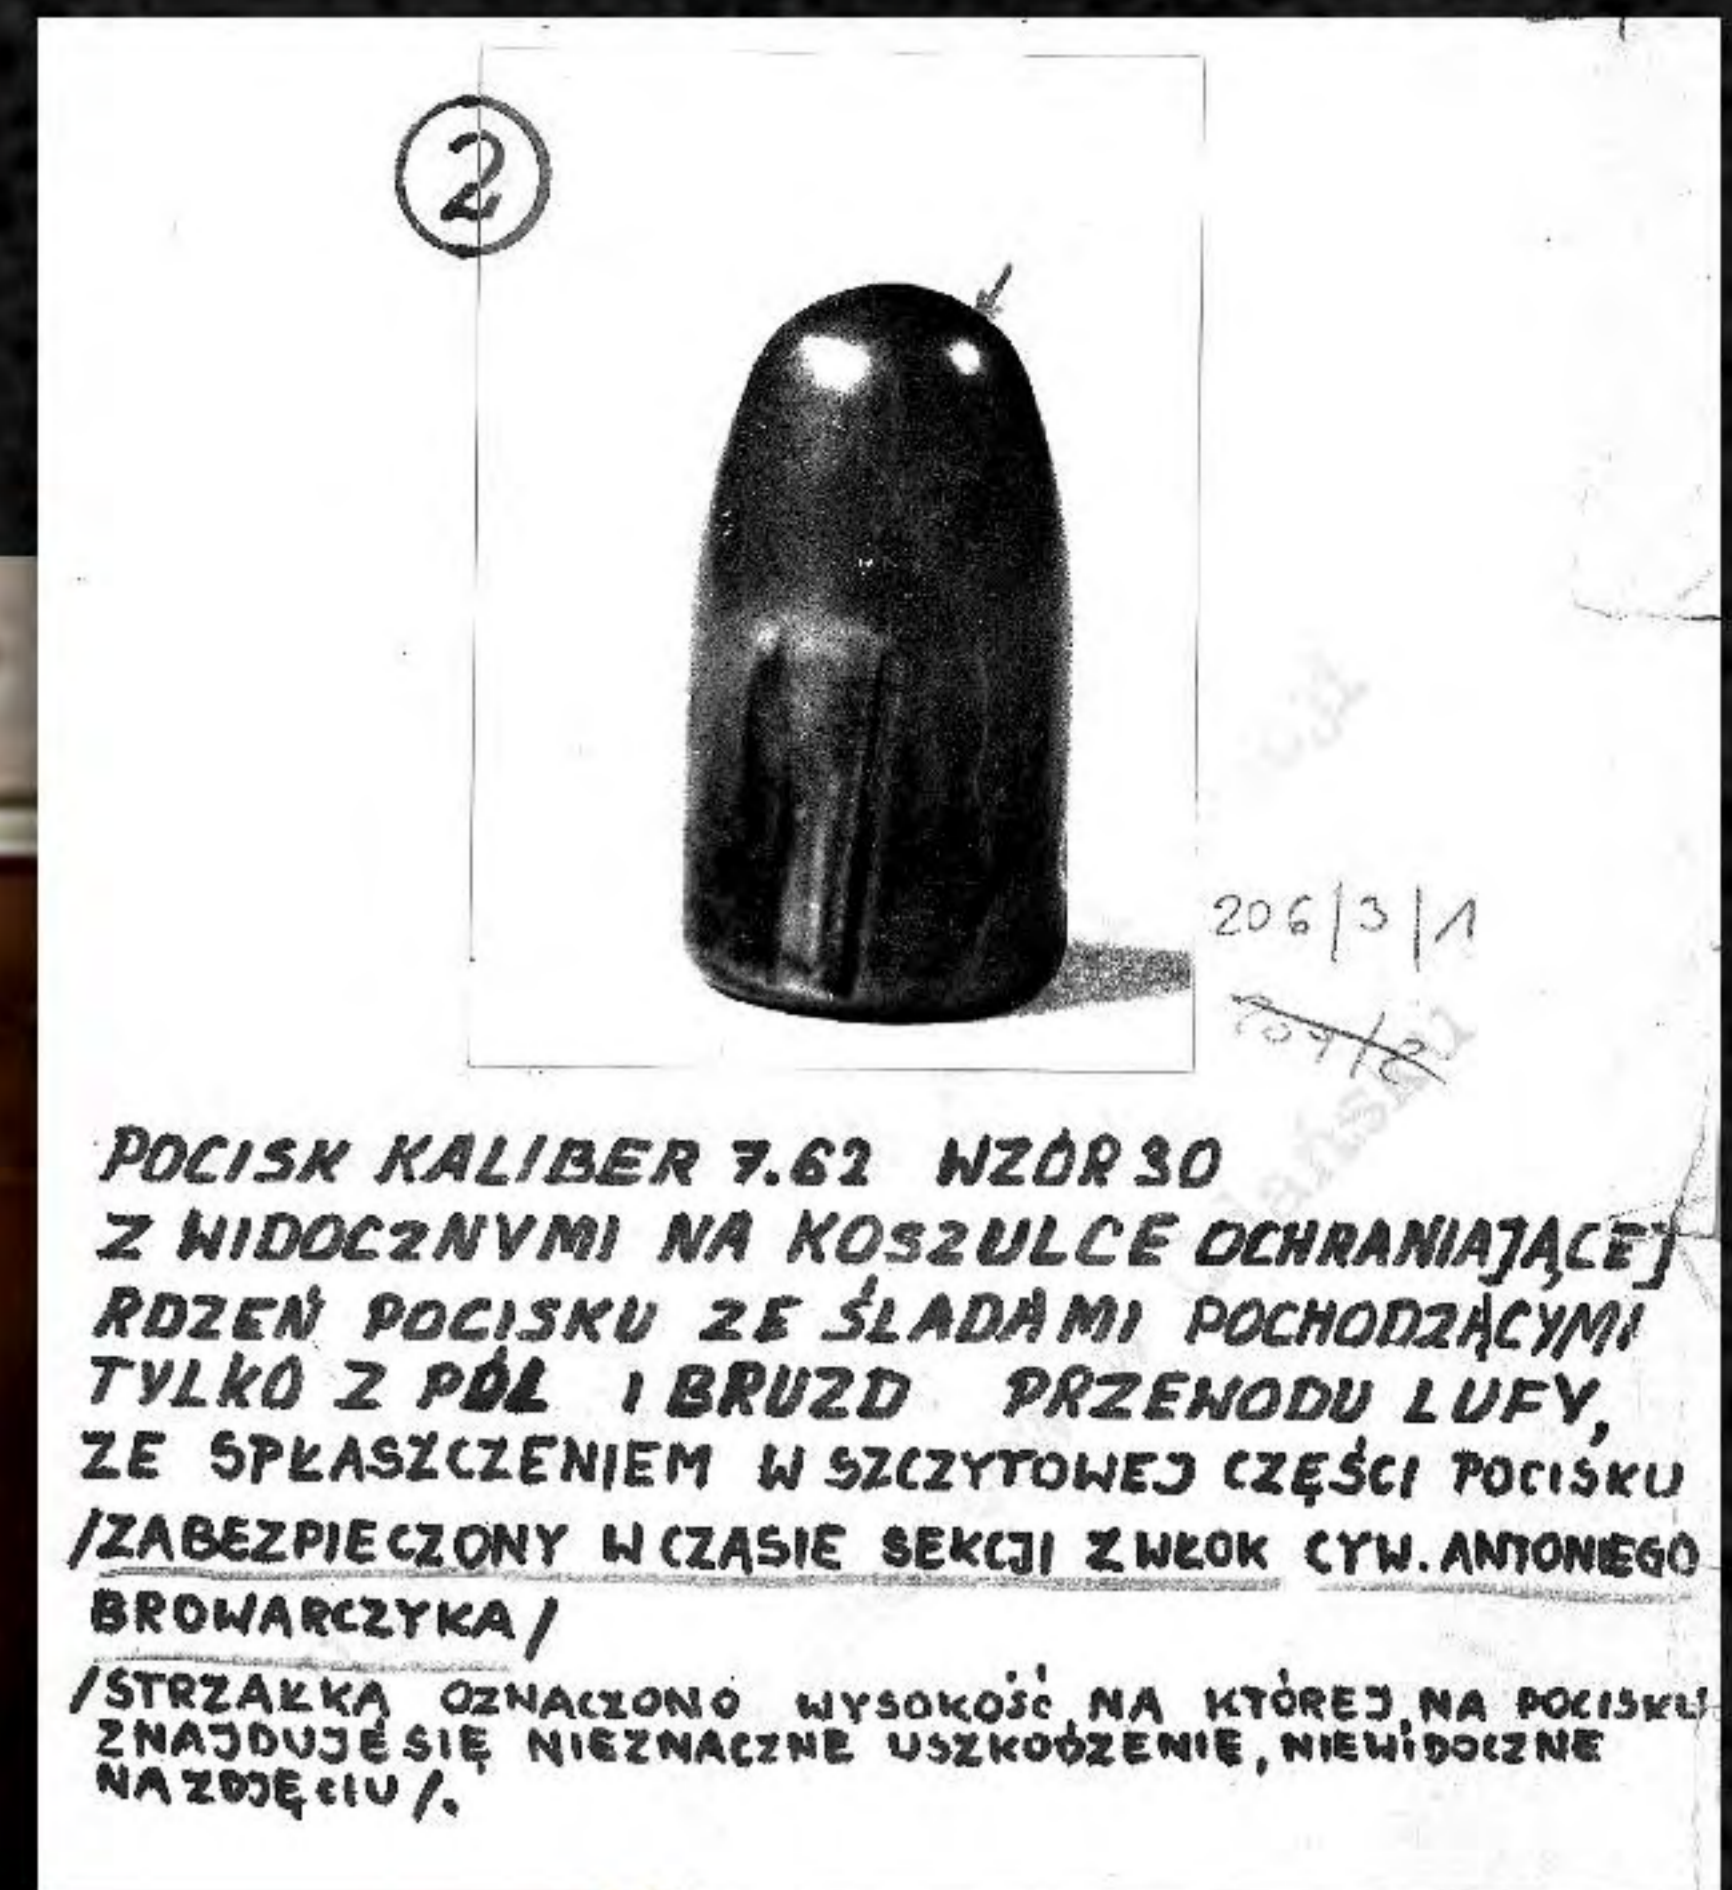 2
206/3/1
POCISK KALIBER 7.62 WZÓR 30
Z WIDOCZNYMI NA KOSZULCE OCHRANIAJĄCEJ
RDZEŃ POCISKU ZE ŚLADAMI POCHODZĄCYMI
TYLKO Z PÓL I BRUZD PRZEWODU LUFY,
ZE SPŁASZCZENIEM W SZCZYTOWEJ CZĘŚCI POCISKU
/ZABEZPIECZONY W CZASIE SEKCJI ZWŁOK CYW. ANTONIEGO
BROWARCZYKA/
/STRZAŁKĄ OZNACZONO WYSOKOŚĆ, NA KTÓREJ, NA POCISKU
ZNAJDUJE SIĘ NIEZNACZNE USZKODZENIE, NIEWIDOCZNE
NA ZDJĘCIU/.